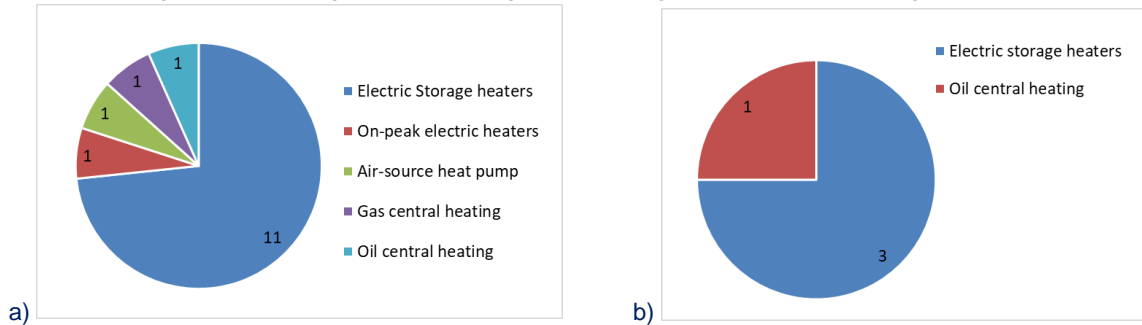 1
1
1
1
11
Electric Storage heaters
On-peak electric heaters
Air-source heat pump
Gas central heating
Oil central heating
a)
1
3
Electric storage heaters
Oil central heating
b)